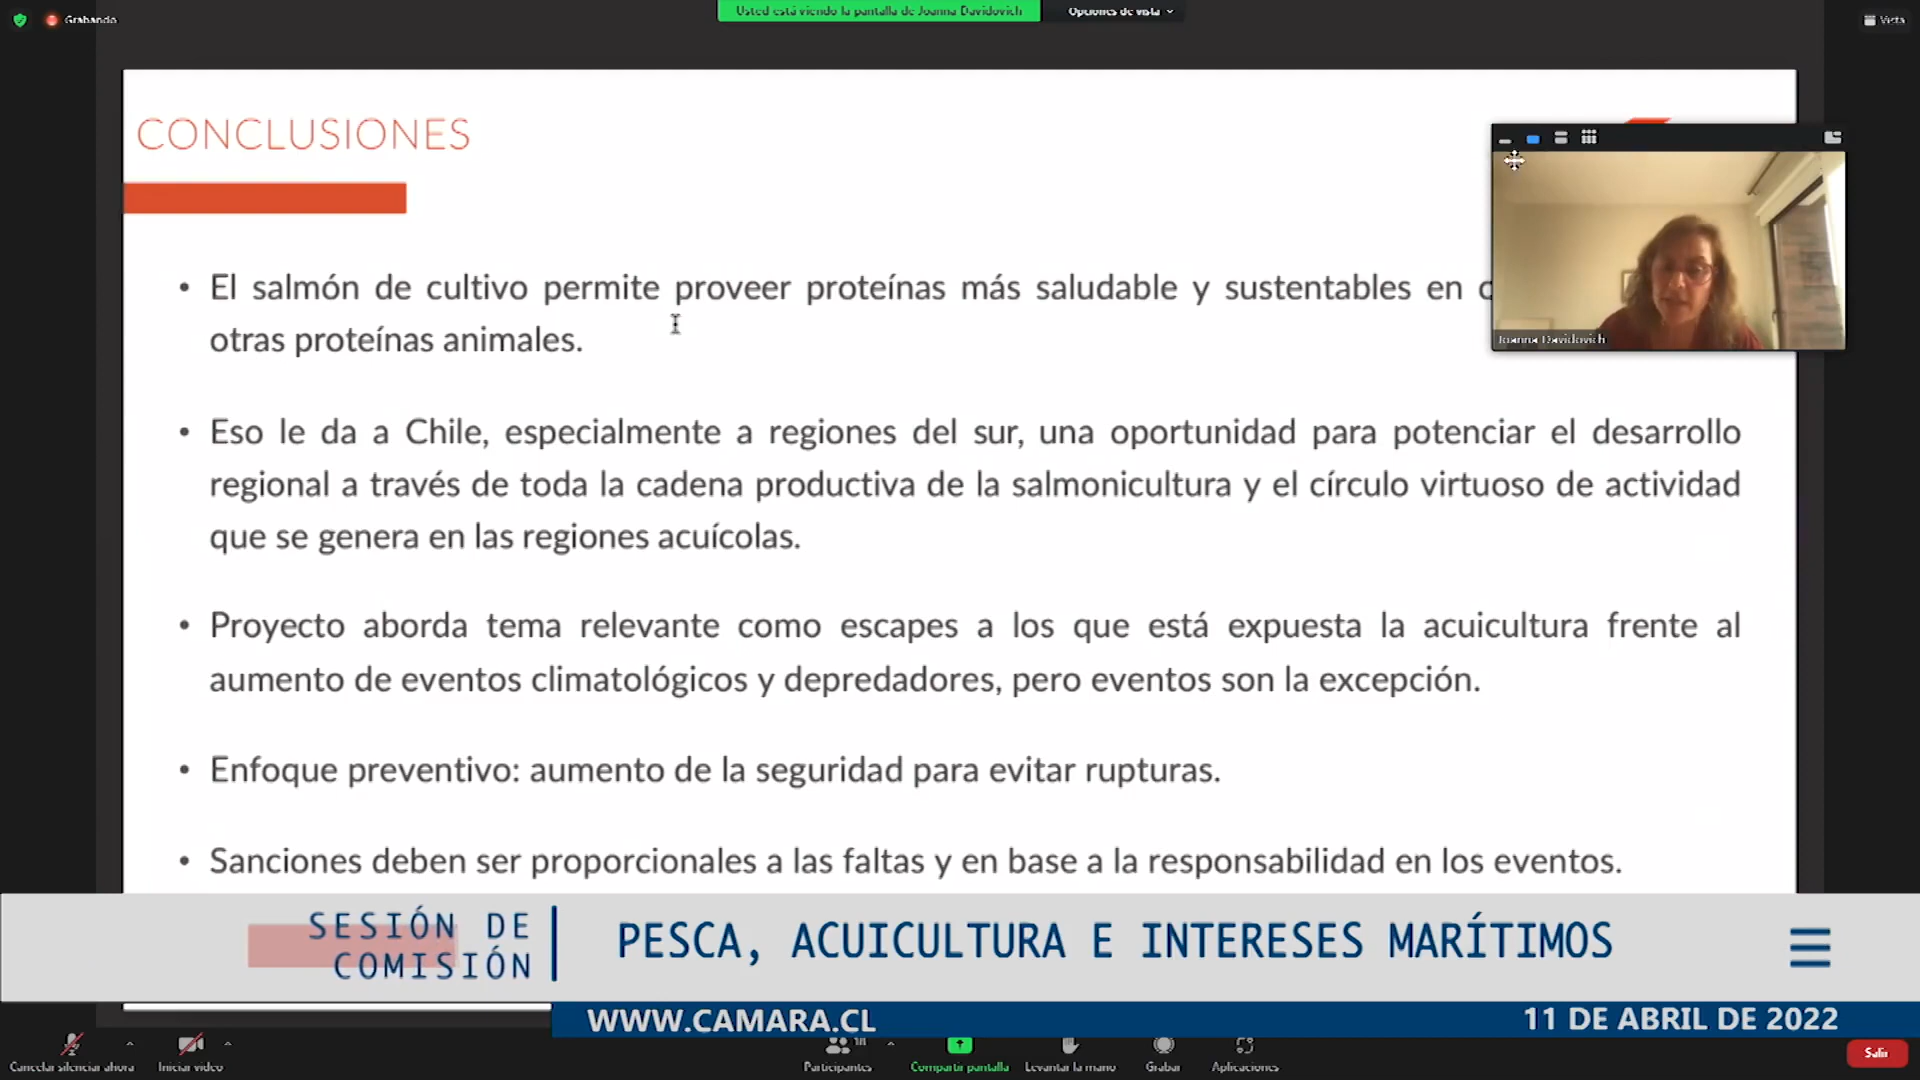 Grabando
Usted está viendo la pantalla de Joanna Davidovich
Opciones de vista
Vista
CONCLUSIONES
• El salmón de cultivo permite proveer proteínas más saludable y sustentables en
otras proteínas animales.
• Eso le da a Chile, especialmente a regiones del sur, una oportunidad para potenciar el desarrollo
regional a través de toda la cadena productiva de la salmonicultura y el círculo virtuoso de actividad
que se genera en las regiones acuícolas.
• Proyecto aborda tema relevante como escapes a los que está expuesta la acuicultura frente al
aumento de eventos climatológicos y depredadores, pero eventos son la excepción.
• Enfoque preventivo: aumento de la seguridad para evitar rupturas.
• Sanciones deben ser proporcionales a las faltas y en base a la responsabilidad en los eventos.
Joanna Davidovich
SESIÓN DE
COMISIÓN
PESCA, ACUICULTURA E INTERESES MARÍTIMOS
WWW.CAMARA.CL
11 DE ABRIL DE 2022
Cancelar silenciar ahora
Iniciar video
Participantes
Compartir pantalla
Levantar la mano
Grabar
Aplicaciones
Salir